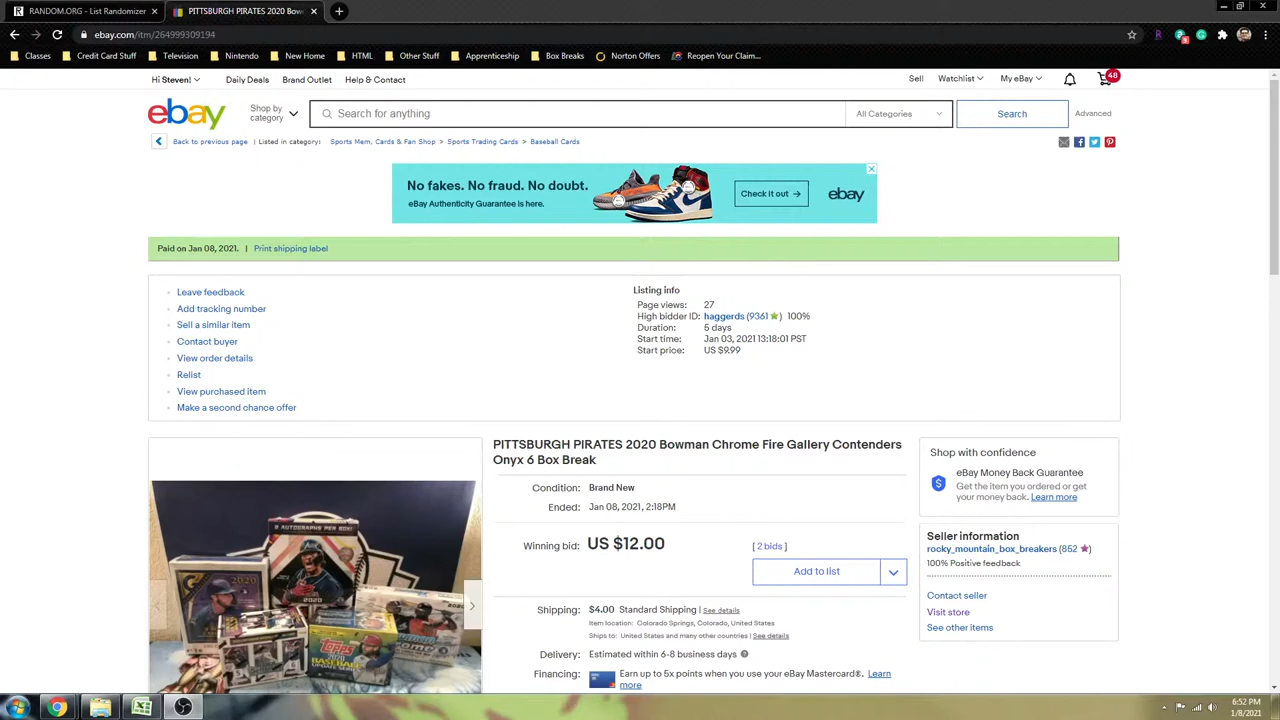 RANDOM.ORG - List Randomizer
PITTSBURGH PIRATES 2020 Bow
ebay.com/itm/264999309194
Classes Credit Card Stuff Television Nintendo New Home HTML Other Stuff Apprenticeship Box Breaks Norton Offers Reopen Your Claim...
Hi Steven! Daily Deals Brand Outlet Help & Contact Sell Watchlist My eBay 48
ebay Shop by category Search for anything All Categories Search Advanced
Back to previous page | Listed in category: Sports Mem, Cards & Fan Shop > Sports Trading Cards > Baseball Cards
No fakes. No fraud. No doubt.
eBay Authenticity Guarantee is here.
Check it out → ebay
Paid on Jan 08, 2021. | Print shipping label
Leave feedback
Add tracking number
Sell a similar item
Contact buyer
View order details
Relist
View purchased item
Make a second chance offer
Listing info
Page views: 27
High bidder ID: haggerds (9361 ) 100%
Duration: 5 days
Start time: Jan 03, 2021 13:18:01 PST
Start price: US $9.99
PITTSBURGH PIRATES 2020 Bowman Chrome Fire Gallery Contenders
Onyx 6 Box Break
Condition: Brand New
Ended: Jan 08, 2021 , 2:18PM
Winning bid: US $12.00 [ 2 bids ]
Add to list
Shipping: $4.00 Standard Shipping | See details
Item location: Colorado Springs, Colorado, United States
Ships to: United States and many other countries | See details
Delivery: Estimated within 6-8 business days
Financing: Earn up to 5x points when you use your eBay Mastercard®. Learn
more
Shop with confidence
eBay Money Back Guarantee
Get the item you ordered or get
your money back. Learn more
Seller information
rocky_mountain_box_breakers (852 )
100% Positive feedback
Contact seller
Visit store
See other items
2 AUTOGRAPHS PER BOX!
2020
2020
Topps
2020
BASEBALL
UPDATE SERIES
6:52 PM
1/8/2021